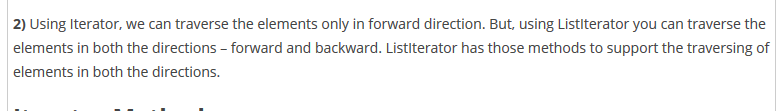 2) Using Iterator, we can traverse the elements only in forward direction. But, using ListIterator you can traverse the
elements in both the directions – forward and backward. ListIterator has those methods to support the traversing of
elements in both the directions.